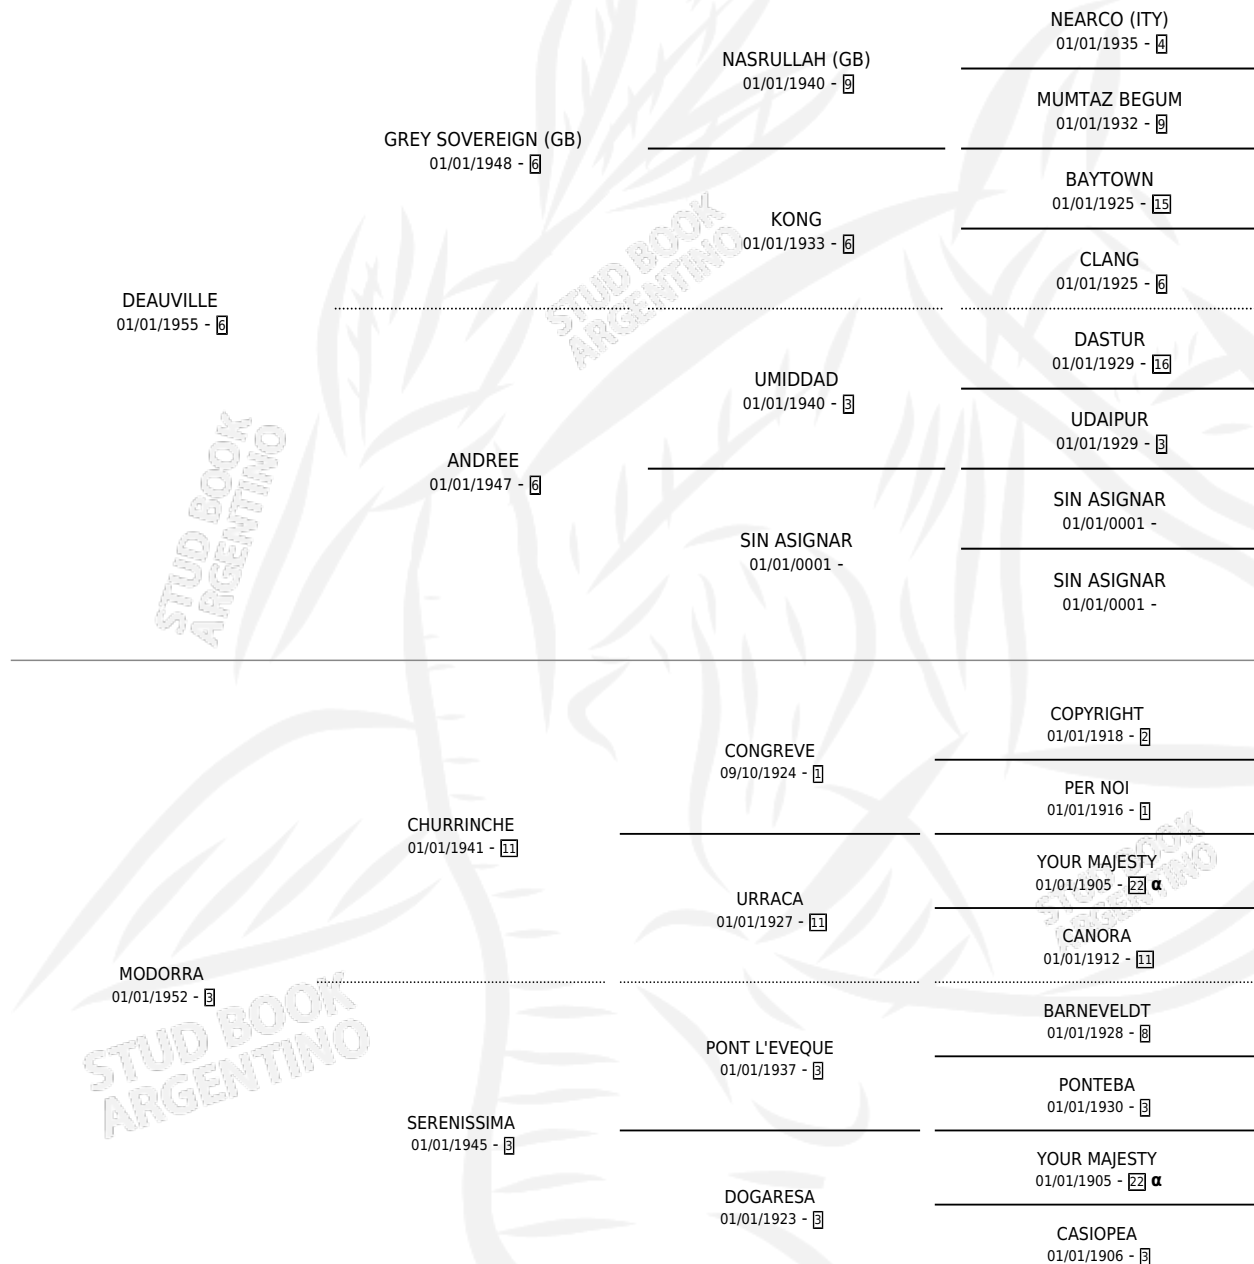 NEARCO (ITY)
01/01/1935 - 4
NASRULLAH (GB)
01/01/1940 - 9
MUMTAZ BEGUM
01/01/1932 - 9
GREY SOVEREIGN (GB)
01/01/1948 - 6
BAYTOWN
01/01/1925 - 15
KONG
01/01/1933 - 6
CLANG
01/01/1925 - 6
DEAUVILLE
01/01/1955 - 6
DASTUR
01/01/1929 - 16
UMIDDAD
01/01/1940 - 3
UDAIPUR
01/01/1929 - 3
ANDREE
01/01/1947 - 6
SIN ASIGNAR
01/01/0001 -
SIN ASIGNAR
01/01/0001 -
SIN ASIGNAR
01/01/0001 -
COPYRIGHT
01/01/1918 - 2
CONGREVE
09/10/1924 - 1
PER NOI
01/01/1916 - 1
CHURRINCHE
01/01/1941 - 11
YOUR MAJESTY
01/01/1905 - 22 α
URRACA
01/01/1927 - 11
CANORA
01/01/1912 - 11
MODORRA
01/01/1952 - 3
BARNEVELDT
01/01/1928 - 8
PONT L'EVEQUE
01/01/1937 - 3
PONTEBA
01/01/1930 - 3
SERENISSIMA
01/01/1945 - 3
YOUR MAJESTY
01/01/1905 - 22 α
DOGARESA
01/01/1923 - 3
CASIOPEA
01/01/1906 - 3
STUD BOOK
ARGENTINO
STUD BOOK
ARGENTINO
STUD BOOK
ARGENTINO
STUD BOOK
ARGENTINO